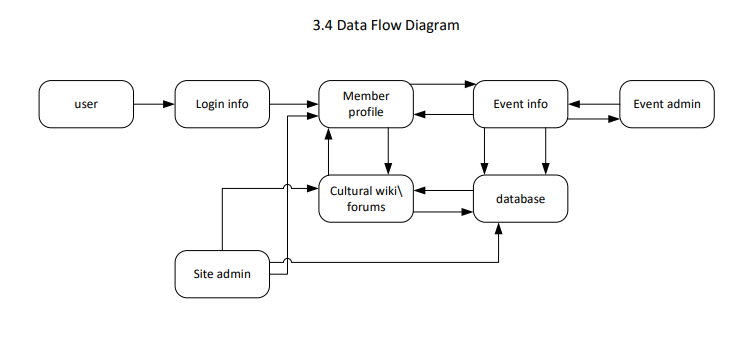 3.4 Data Flow Diagram
user
Login info
Member
profile
Event info
Event admin
Cultural wiki\
forums
database
Site admin